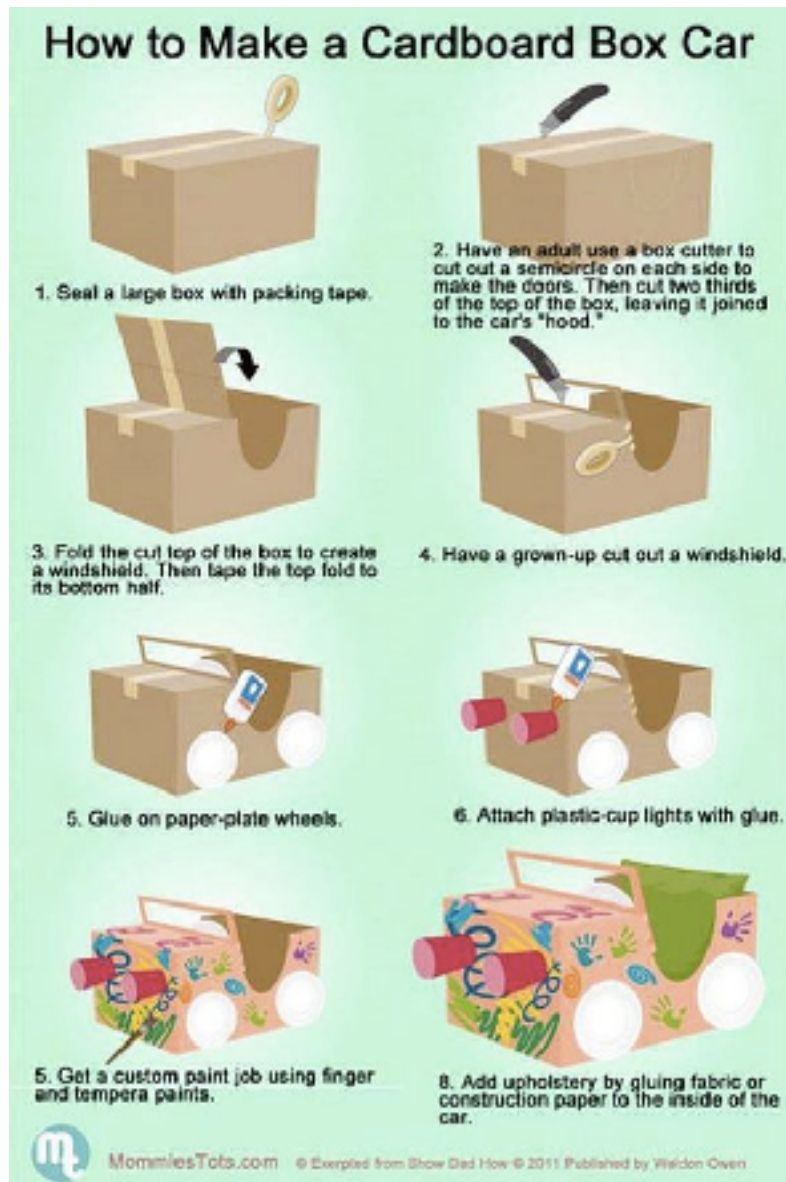 How to Make a Cardboard Box Car
1. Seal a large box with packing tape.
2. Have an adult use a box cutter to
cut out a semicircle on each side to
make the doors. Then cut two thirds
of the top of the box, leaving it joined
to the car's "hood."
3. Fold the cut top of the box to create
a windshield. Then tape the top fold to
its bottom half.
4. Have a grown-up cut out a windshield.
5. Glue on paper-plate wheels.
6. Attach plastic-cup lights with glue.
5. Get a custom paint job using finger
and tempera paints.
8. Add upholstery by gluing fabric or
construction paper to the inside of the
car.
mt MommiesTots.com © Exerpted from Show Dad How © 2011 Published by Weldon Owen